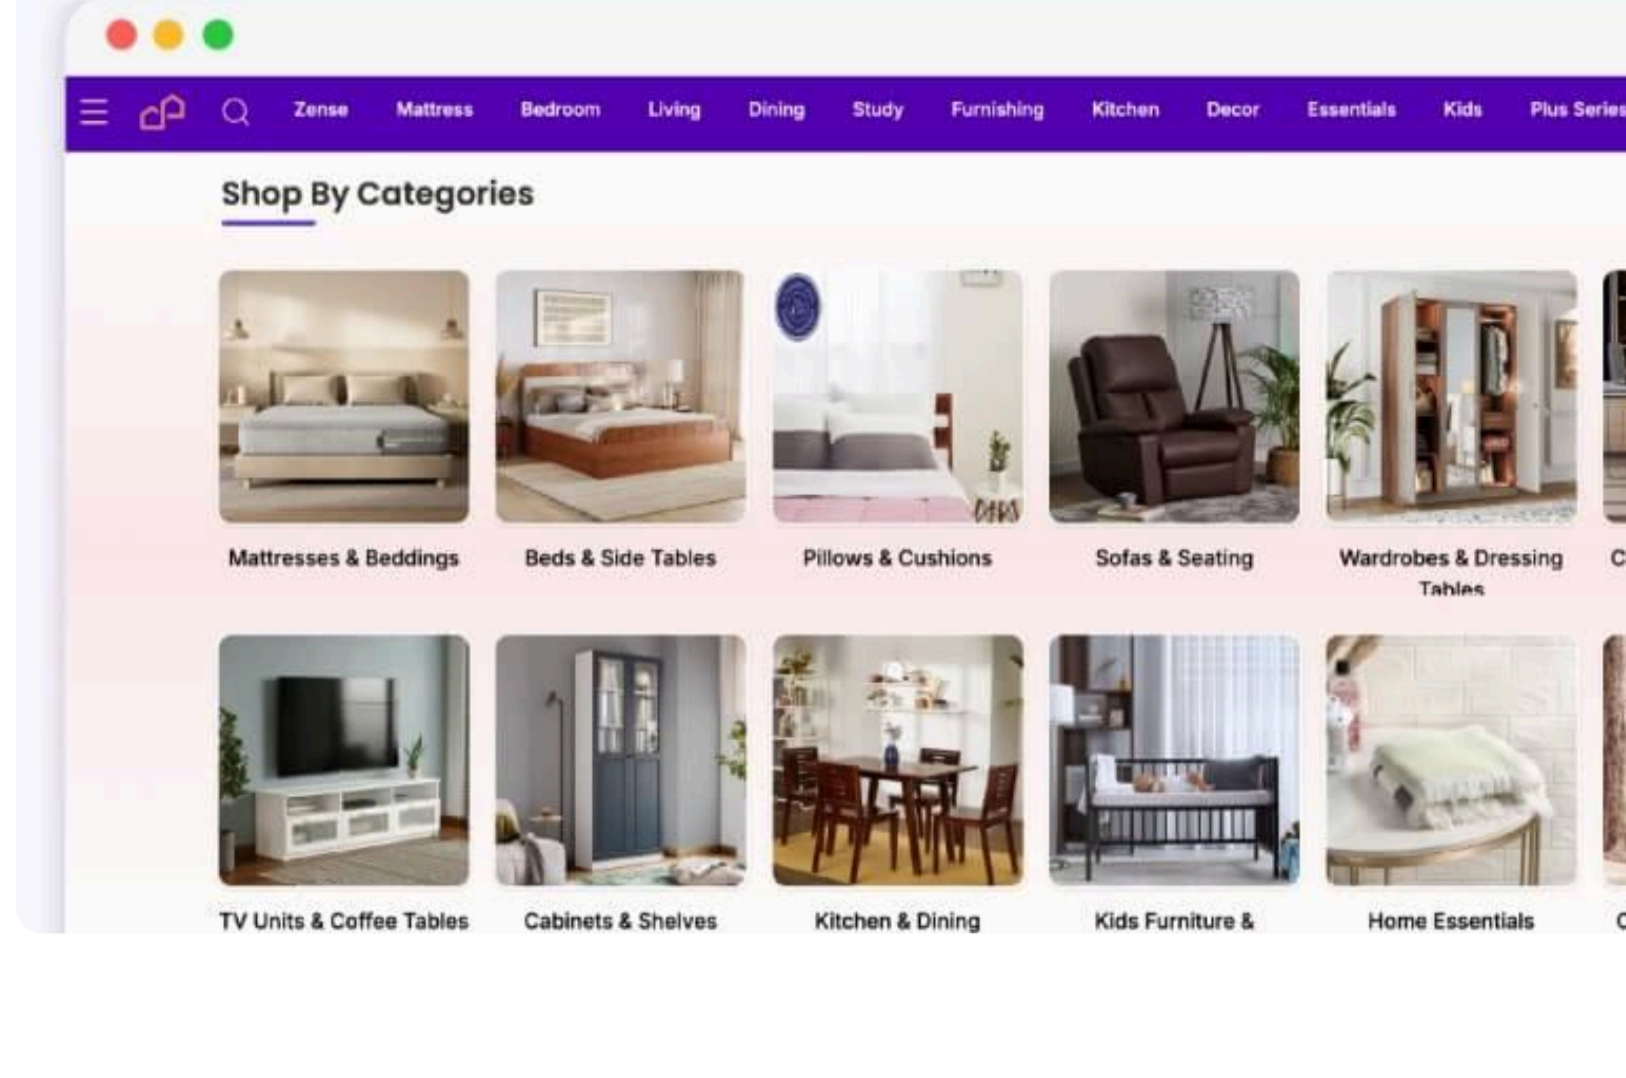 Zense Mattress Bedroom Living Dining Study Furnishing Kitchen Decor Essentials Kids Plus Series
Shop By Categories
Mattresses & Beddings
Beds & Side Tables
Pillows & Cushions
Sofas & Seating
Wardrobes & Dressing
Tables
TV Units & Coffee Tables
Cabinets & Shelves
Kitchen & Dining
Kids Furniture &
Home Essentials